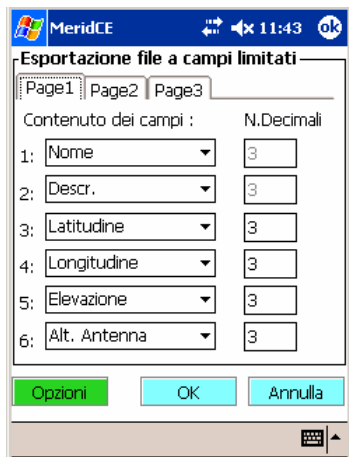 MeridCE 11:43 ok
Esportazione file a campi limitati
Page1 Page2 Page3
Contenuto dei campi : N.Decimali
1: Nome 3
2: Descr. 3
3: Latitudine 3
4: Longitudine 3
5: Elevazione 3
6: Alt. Antenna 3
Opzioni OK Annulla